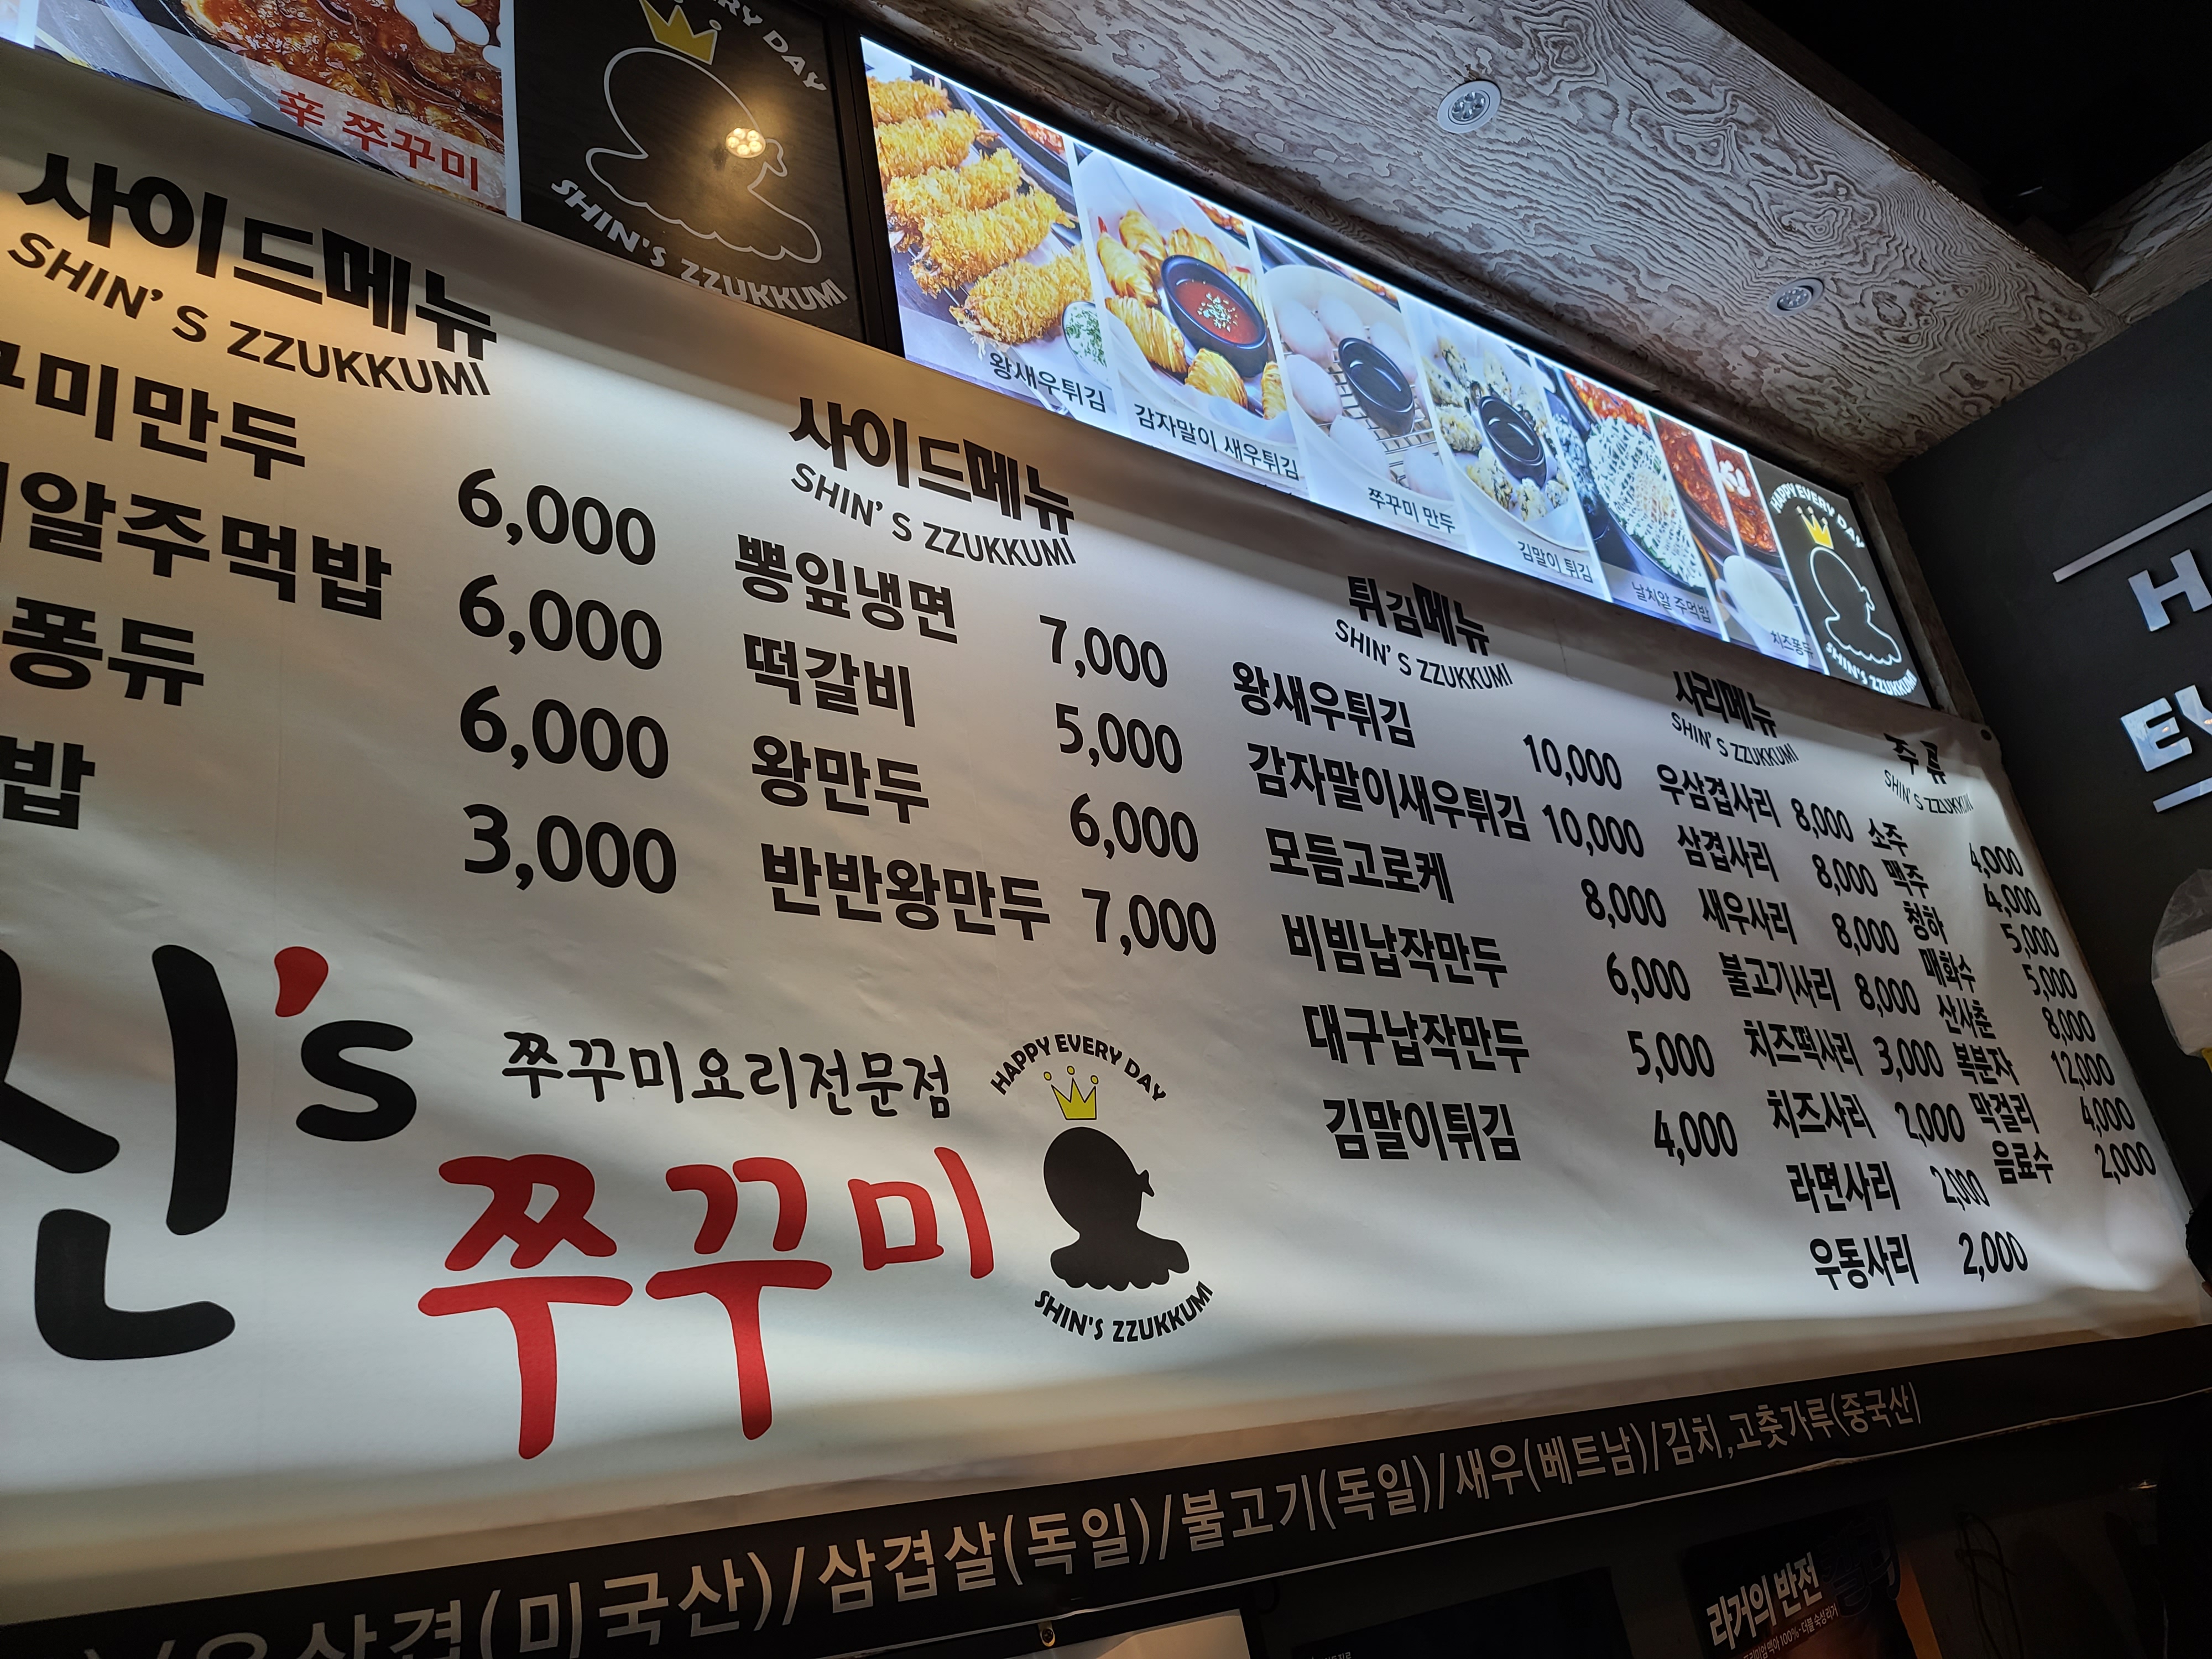 辛 쭈꾸미
RY DAY
SHIN'S ZZUKKUMI
왕새우튀김
감자말이 새우튀김
쭈꾸미 만두
김말이 튀김
날치알 주먹밥
치즈퐁듀
HAPPY EVERY DAY
SHIN'S ZZUKKUMI
H
EV
사이드메뉴
SHIN'S ZZUKKUMI
꾸미만두 6,000
알주먹밥 6,000
퐁듀 6,000
밥 3,000
사이드메뉴
SHIN'S ZZUKKUMI
뽕잎냉면 7,000
떡갈비 5,000
왕만두 6,000
반반왕만두 7,000
튀김메뉴
SHIN'S ZZUKKUMI
왕새우튀김 10,000
감자말이새우튀김 10,000
모듬고로케 8,000
비빔납작만두 6,000
대구납작만두 5,000
김말이튀김 4,000
사리메뉴
SHIN'S ZZUKKUMI
우삼겹사리 8,000
삼겹사리 8,000
새우사리 8,000
불고기사리 8,000
치즈떡사리 3,000
치즈사리 2,000
라면사리 2,000
우동사리 2,000
주류
SHIN'S ZZUKKUMI
소주 4,000
맥주 4,000
청하 5,000
매화수 5,000
산사춘 8,000
복분자 12,000
막걸리 4,000
음료수 2,000
신's
쭈꾸미요리전문점
쭈꾸미
HAPPY EVERY DAY
SHIN'S ZZUKKUMI
우삼겹(미국산)/삼겹살(독일)/불고기(독일)/새우(베트남)/김치,고춧가루(중국산)
라거의 반전